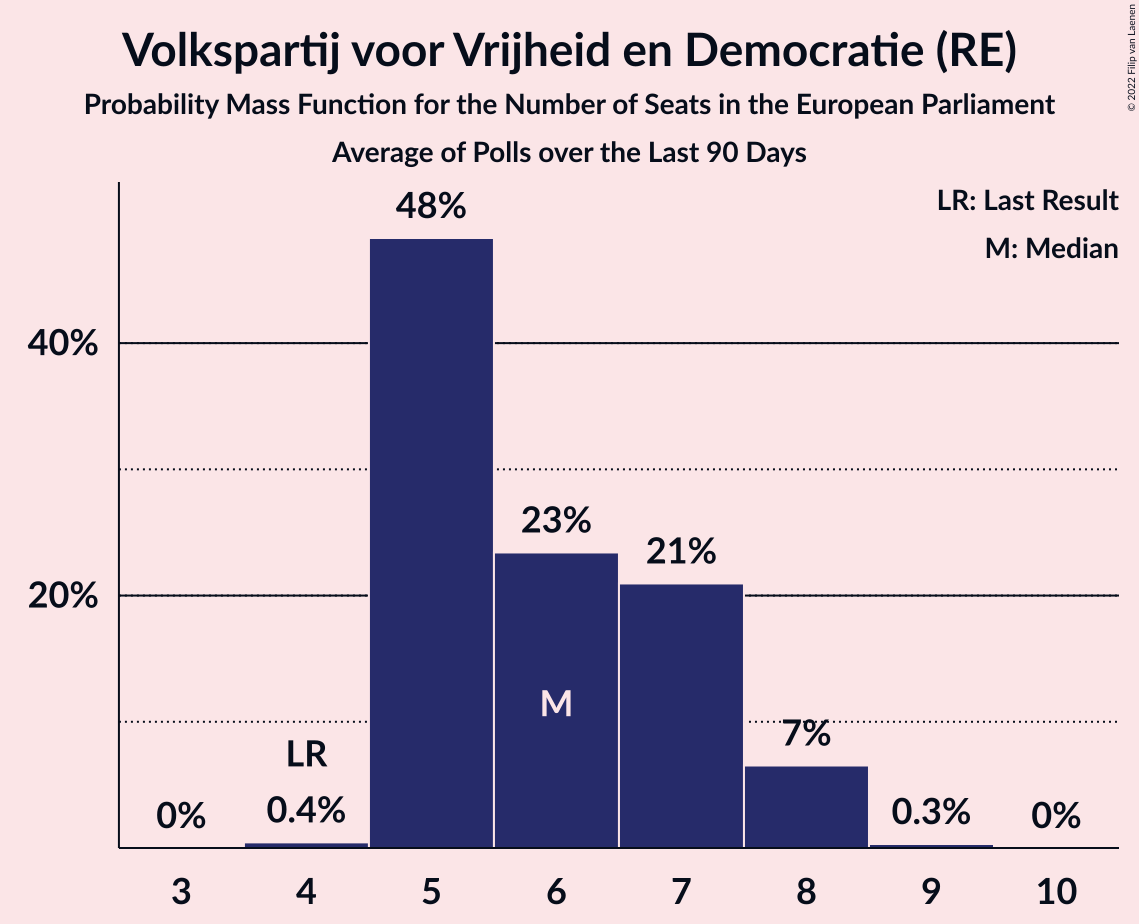 Volkspartij voor Vrijheid en Democratie (RE)
Probability Mass Function for the Number of Seats in the European Parliament
Average of Polls over the Last 90 Days
© 2022 Filip van Laenen
LR: Last Result
M: Median
40%
20%
0%
LR
0.4%
48%
23%
M
21%
7%
0.3%
0%
3 4 5 6 7 8 9 10